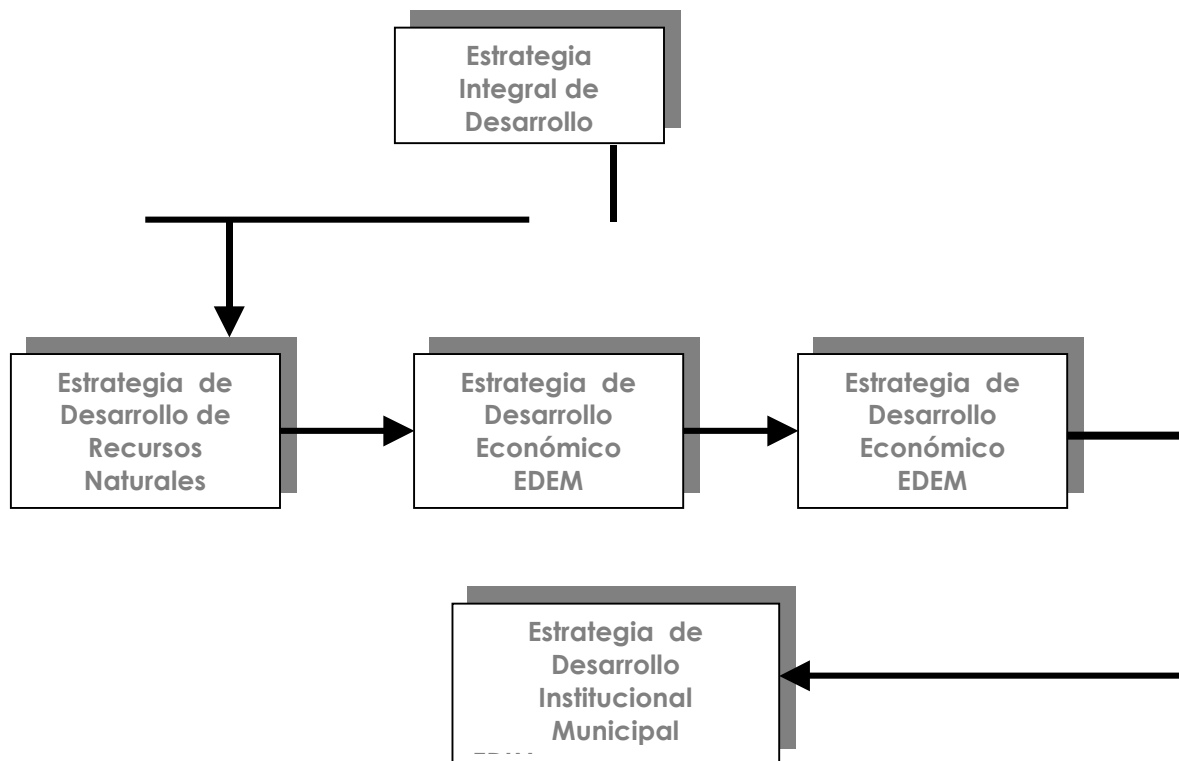 Estrategia
Integral de
Desarrollo
Estrategia de
Desarrollo de
Recursos
Naturales
Estrategia de
Desarrollo
Económico
EDEM
Estrategia de
Desarrollo
Económico
EDEM
Estrategia de
Desarrollo
Institucional
Municipal